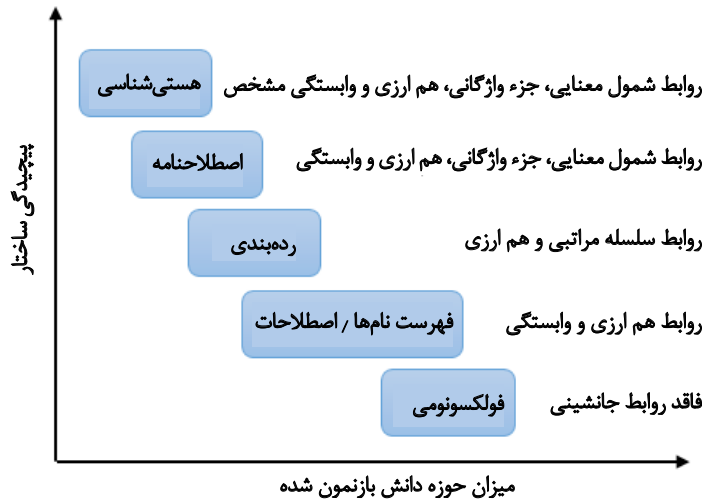 هستی‌شناسی
روابط شمول معنایی، جزء واژگانی، هم ارزی و وابستگی مشخص
اصطلاحنامه
روابط شمول معنایی، جزء واژگانی، هم ارزی و وابستگی
رده‌بندی
روابط سلسله مراتبی و هم ارزی
فهرست نام‌ها / اصطلاحات
روابط هم ارزی و وابستگی
فولکسونومی
فاقد روابط جانشینی
پیچیدگی ساختار
میزان حوزه دانش بازنمون شده